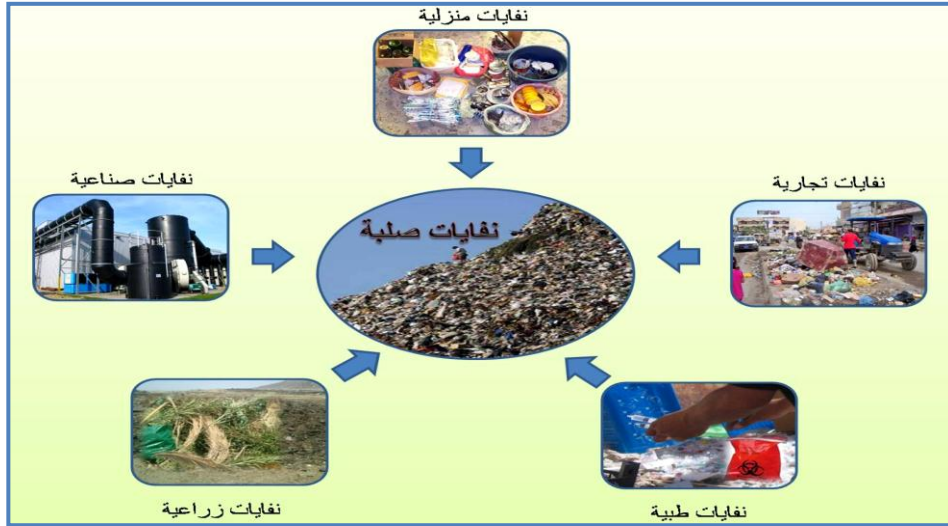 نفايات منزلية
نفايات صناعية
نفايات تجارية
نفايات صلبة -
نفايات زراعية
نفايات طبية